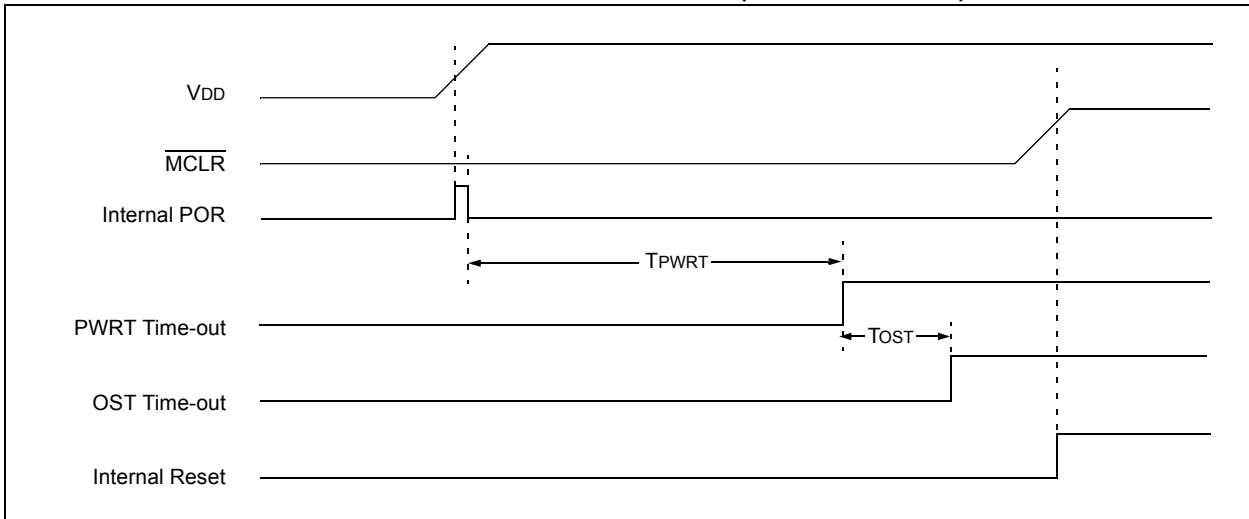 VDD
MCLR
Internal POR
TPWRT
PWRT Time-out
TOST
OST Time-out
Internal Reset